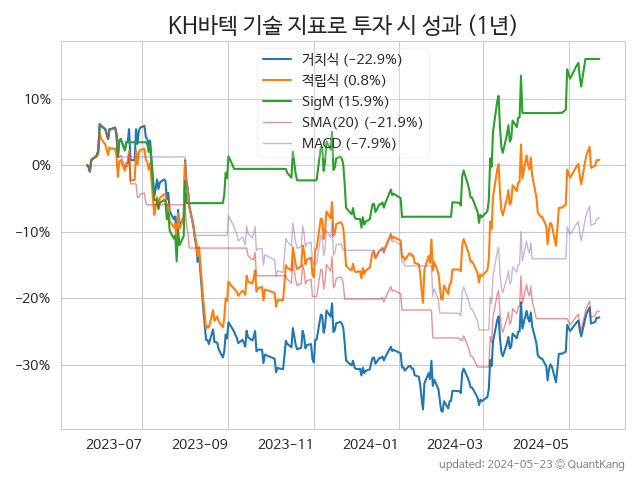 KH바텍 기술 지표로 투자 시 성과 (1년)
거치식 (−22.9%)
적립식 (0.8%)
SigM (15.9%)
SMA(20) (−21.9%)
MACD (−7.9%)
10%
0%
−10%
−20%
−30%
2023-07 2023-09 2023-11 2024-01 2024-03 2024-05
updated: 2024-05-23 © QuantKang